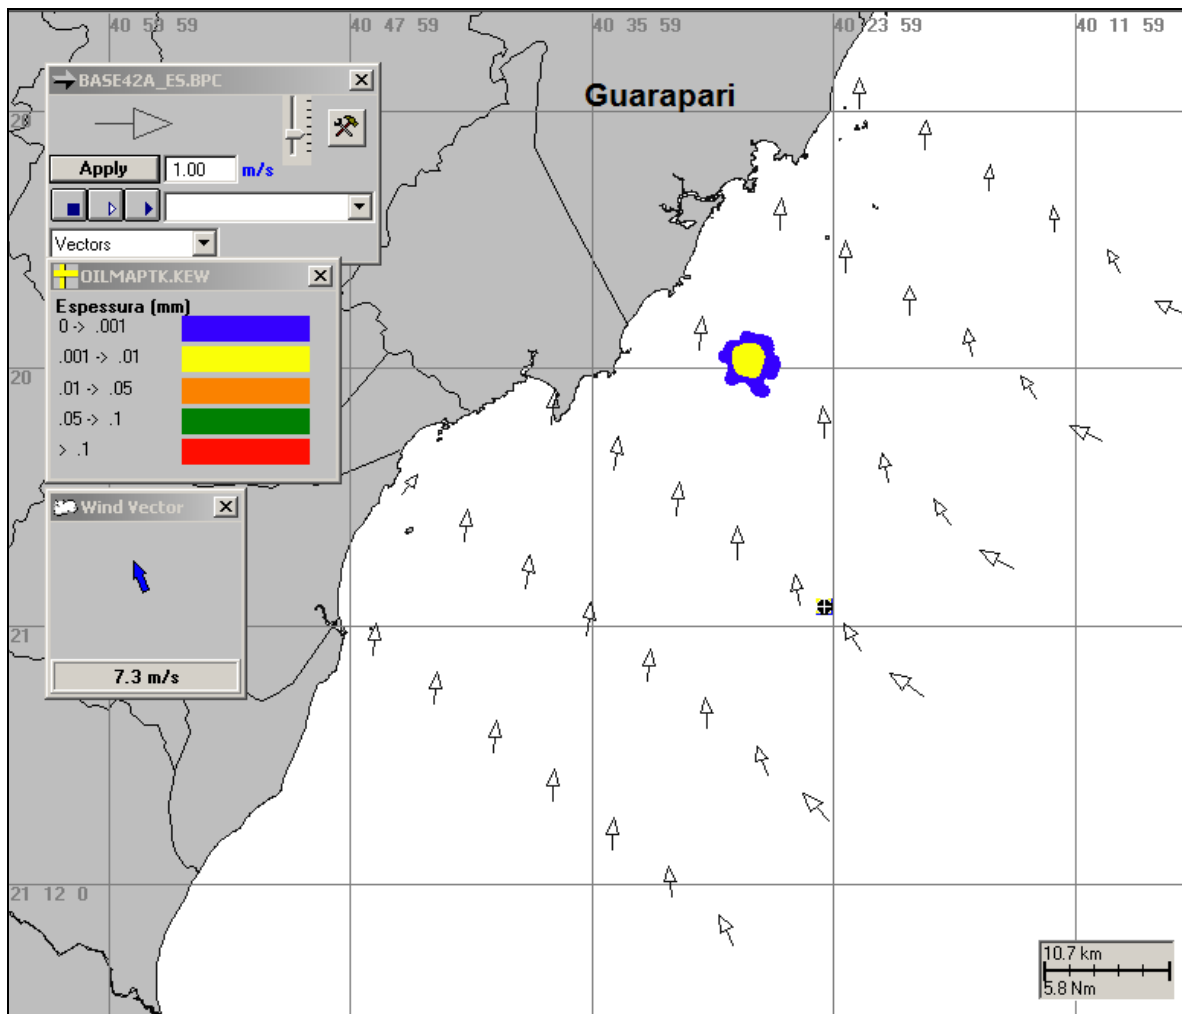 40 59 59
40 47 59
40 35 59
40 23 59
40 11 59
BASE42A_ES.BPC
Guarapari
20
Apply
1.00
m/s
Vectors
OILMAPTK.KEW
Espessura (mm)
0 -> .001
.001 -> .01
.01 -> .05
.05 -> .1
> .1
20
Wind Vector
21
7.3 m/s
21 12 0
10.7 km
5.8 Nm